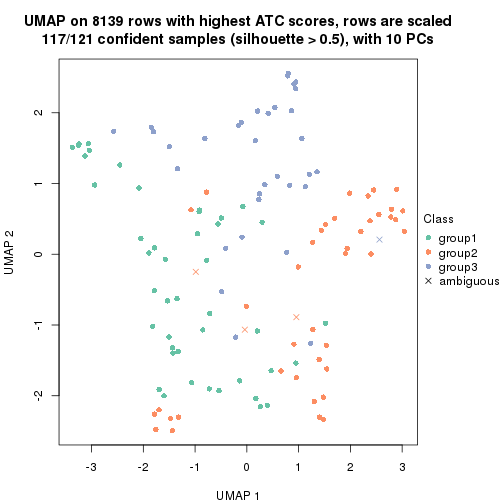 UMAP on 8139 rows with highest ATC scores, rows are scaled
117/121 confident samples (silhouette > 0.5), with 10 PCs
2
1
0
-1
-2
UMAP 2
-3
-2
-1
0
1
2
3
UMAP 1
Class
group1
group2
group3
ambiguous